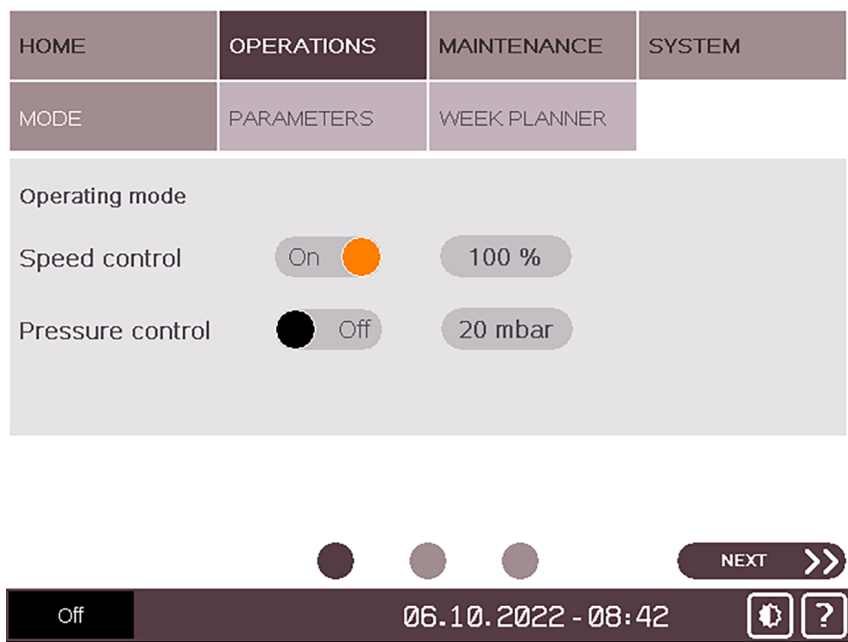 HOME OPERATIONS MAINTENANCE SYSTEM
MODE PARAMETERS WEEK PLANNER
Operating mode
Speed control On 100 %
Pressure control Off 20 mbar
NEXT
Off 06.10.2022 - 08:42 ?